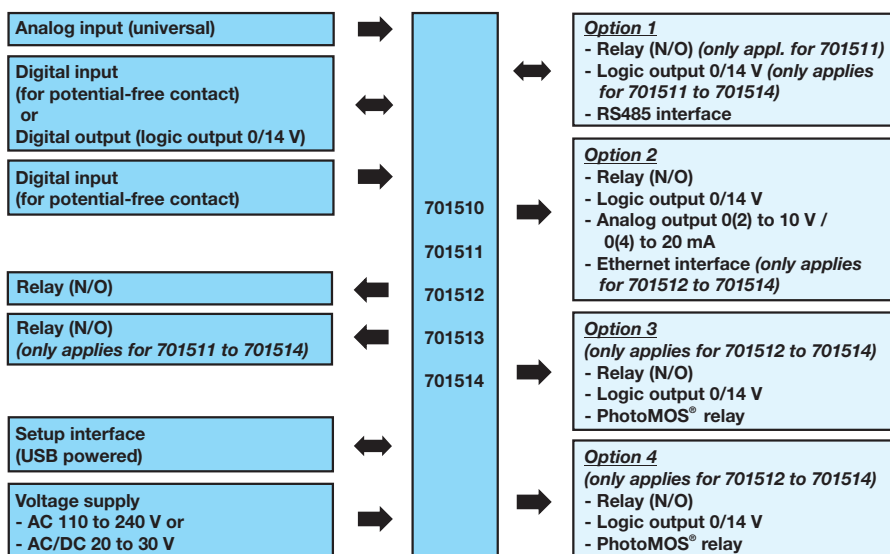 Analog input (universal)
Digital input
(for potential-free contact)
or
Digital output (logic output 0/14 V)
Digital input
(for potential-free contact)
Relay (N/O)
Relay (N/O)
(only applies for 701511 to 701514)
Setup interface
(USB powered)
Voltage supply
- AC 110 to 240 V or
- AC/DC 20 to 30 V
701510
701511
701512
701513
701514
Option 1
- Relay (N/O) (only appl. for 701511)
- Logic output 0/14 V (only applies
for 701511 to 701514)
- RS485 interface
Option 2
- Relay (N/O)
- Logic output 0/14 V
- Analog output 0(2) to 10 V /
0(4) to 20 mA
- Ethernet interface (only applies
for 701512 to 701514)
Option 3
(only applies for 701512 to 701514)
- Relay (N/O)
- Logic output 0/14 V
- PhotoMOS® relay
Option 4
(only applies for 701512 to 701514)
- Relay (N/O)
- Logic output 0/14 V
- PhotoMOS® relay